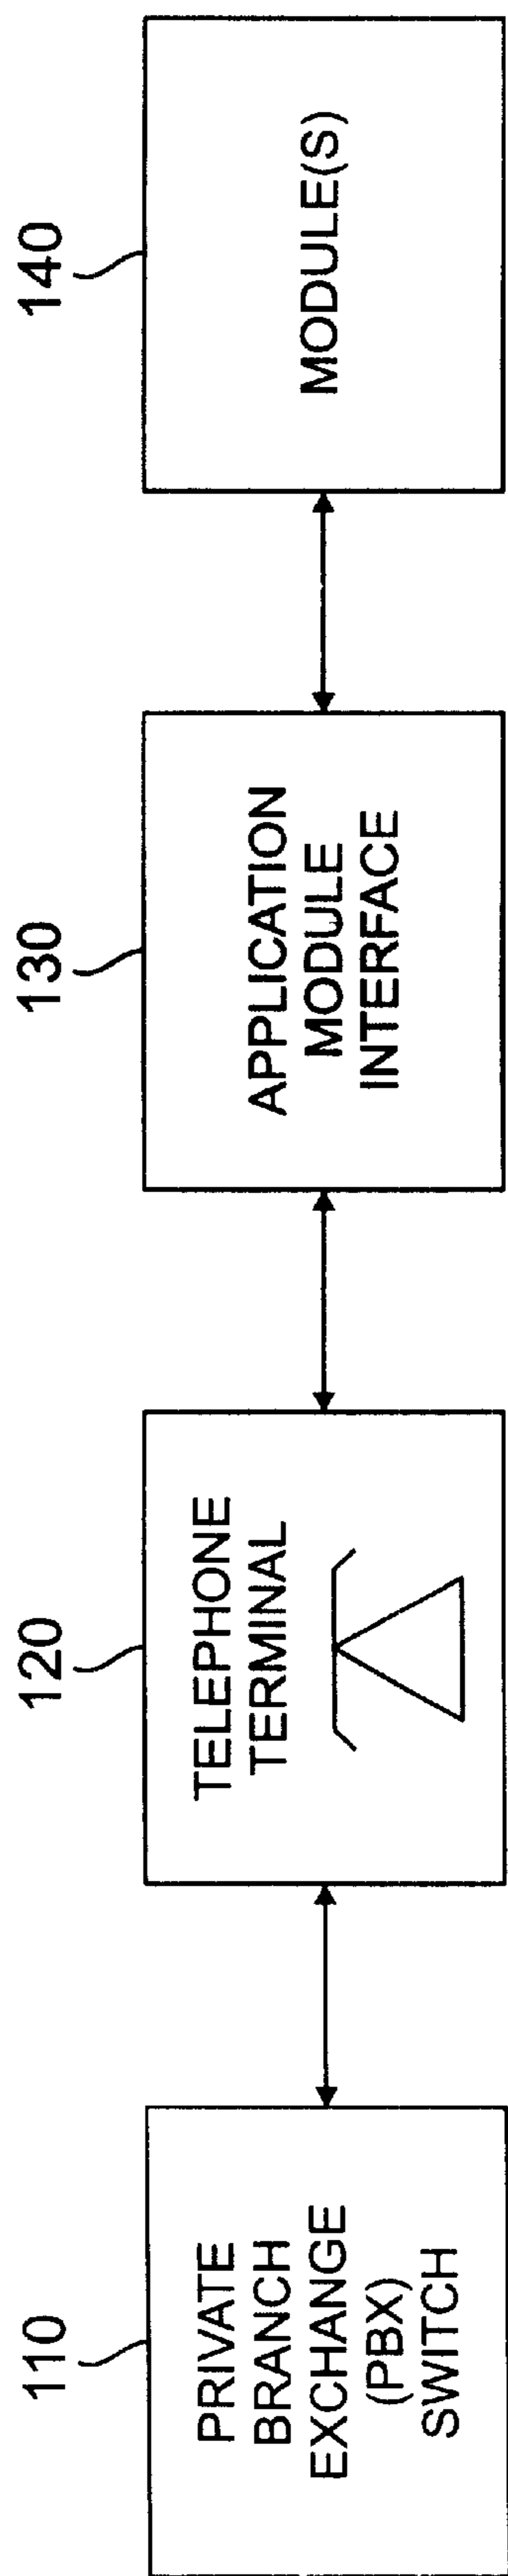 110
PRIVATE
BRANCH
EXCHANGE
(PBX)
SWITCH
120
TELEPHONE
TERMINAL
130
APPLICATION
MODULE
INTERFACE
140
MODULE(S)